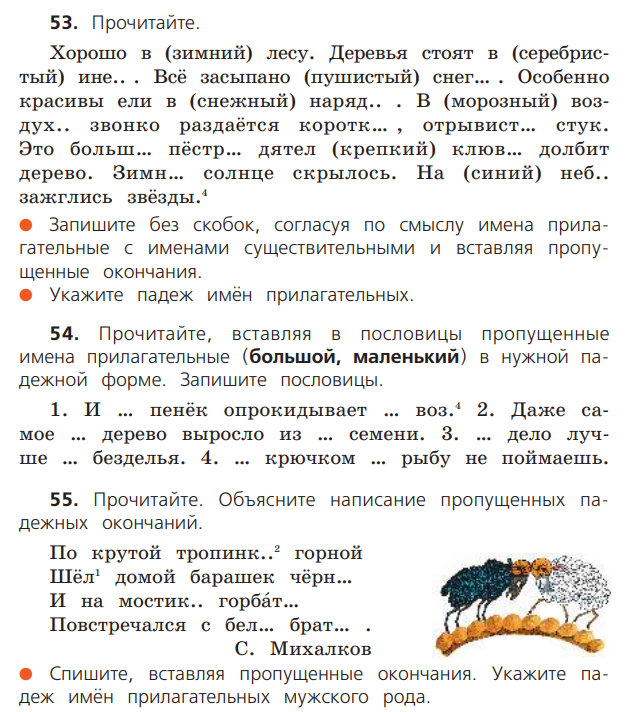 53. Прочитайте.
Хорошо в (зимний) лесу. Деревья стоят в (серебрис-
тый) ине.. . Всё засыпано (пушистый) снег... . Особенно
красивы ели в (снежный) наряд.. . В (морозный) воз-
дух.. звонко раздаётся коротк... , отрывист... стук.
Это больш... пёстр... дятел (крепкий) клюв... долбит
дерево. Зимн... солнце скрылось. На (синий) неб..
зажглись звёзды.⁴
● Запишите без скобок, согласуя по смыслу имена прила-
гательные с именами существительными и вставляя пропу-
щенные окончания.
● Укажите падеж имён прилагательных.
54. Прочитайте, вставляя в пословицы пропущенные
имена прилагательные (большой, маленький) в нужной па-
дежной форме. Запишите пословицы.
1. И ... пенёк опрокидывает ... воз.⁴ 2. Даже са-
мое ... дерево выросло из ... семени. 3. ... дело луч-
ше ... безделья. 4. ... крючком ... рыбу не поймаешь.
55. Прочитайте. Объясните написание пропущенных па-
дежных окончаний.
По крутой тропинк..² горной
Шёл¹ домой барашек чёрн...
И на мостик.. горба́т...
Повстречался с бел... брат... .
С. Михалков
● Спишите, вставляя пропущенные окончания. Укажите па-
деж имён прилагательных мужского рода.